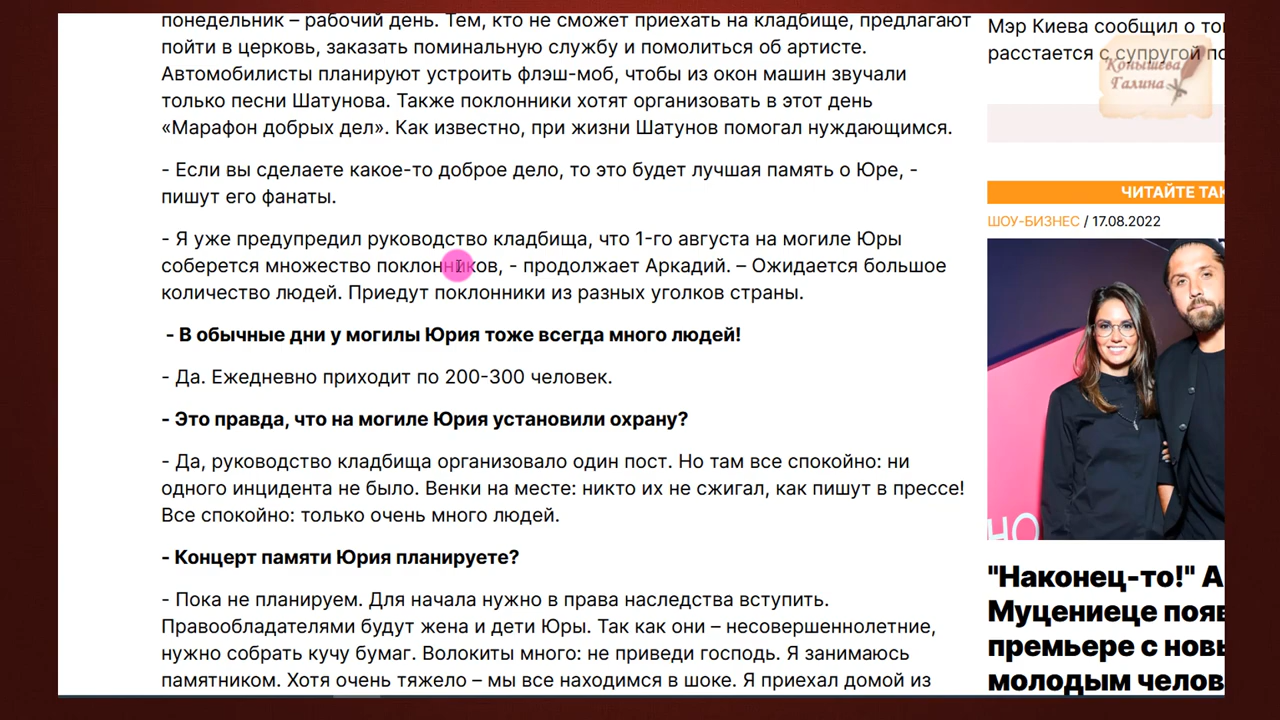 понедельник – рабочий день. Тем, кто не сможет приехать на кладбище, предлагают
пойти в церковь, заказать поминальную службу и помолиться об артисте.
Автомобилисты планируют устроить флэш-моб, чтобы из окон машин звучали
только песни Шатунова. Также поклонники хотят организовать в этот день
«Марафон добрых дел». Как известно, при жизни Шатунов помогал нуждающимся.
- Если вы сделаете какое-то доброе дело, то это будет лучшая память о Юре, -
пишут его фанаты.
- Я уже предупредил руководство кладбища, что 1-го августа на могиле Юры
соберется множество поклонников, - продолжает Аркадий. – Ожидается большое
количество людей. Приедут поклонники из разных уголков страны.
- В обычные дни у могилы Юрия тоже всегда много людей!
- Да. Ежедневно приходит по 200-300 человек.
- Это правда, что на могиле Юрия установили охрану?
- Да, руководство кладбища организовало один пост. Но там все спокойно: ни
одного инцидента не было. Венки на месте: никто их не сжигал, как пишут в прессе!
Все спокойно: только очень много людей.
- Концерт памяти Юрия планируете?
- Пока не планируем. Для начала нужно в права наследства вступить.
Правообладателями будут жена и дети Юры. Так как они – несовершеннолетние,
нужно собрать кучу бумаг. Волокиты много: не приведи господь. Я занимаюсь
памятником. Хотя очень тяжело – мы все находимся в шоке. Я приехал домой из
Мэр Киева сообщил о то
расстается с супругой по
Конышева
Галина
ЧИТАЙТЕ ТАК
ШОУ-БИЗНЕС / 17.08.2022
НО
"Наконец-то!" А
Муцениеце появ
премьере с новы
молодым челов